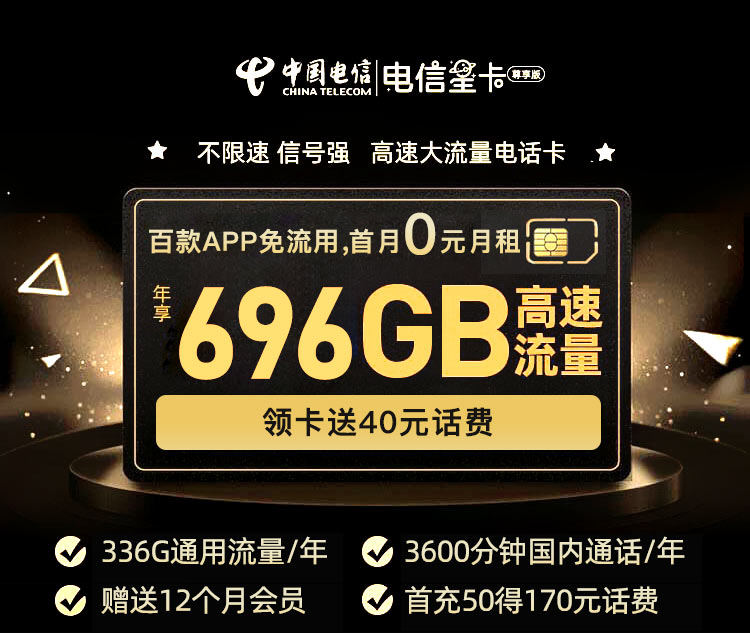 中国电信
CHINA TELECOM
电信星卡 尊享版
不限速 信号强 高速大流量电话卡
百款APP免流用,首月0元月租
年享
696GB
高速
流量
领卡送40元话费
336G通用流量/年
3600分钟国内通话/年
赠送12个月会员
首充50得170元话费